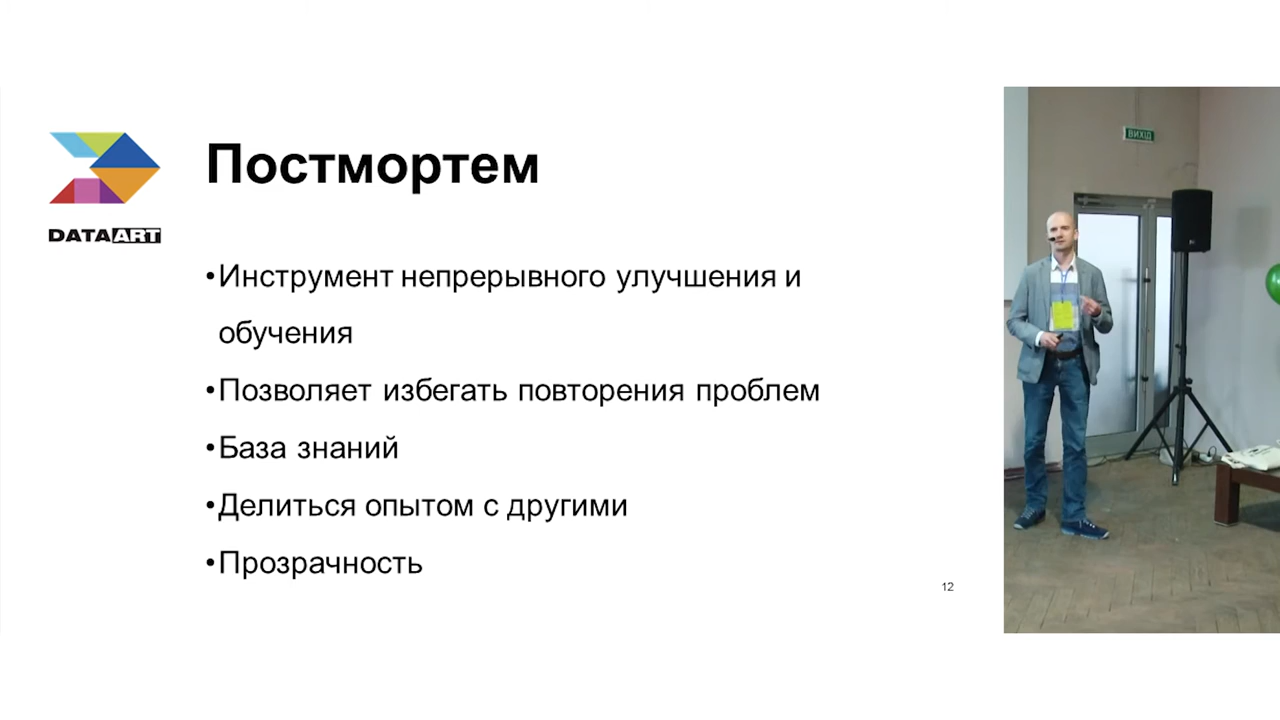 Постмортем
DATAART
•Инструмент непрерывного улучшения и
обучения
•Позволяет избегать повторения проблем
•База знаний
•Делиться опытом с другими
•Прозрачность
12
ВИХІД